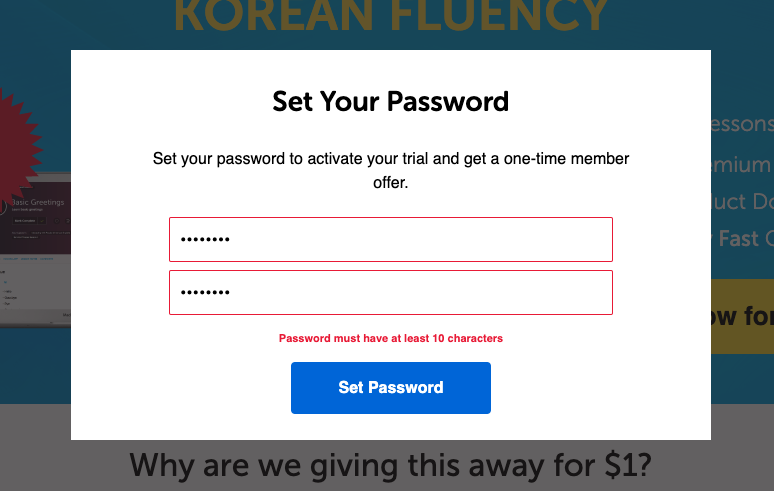 KOREAN FLUENCY
Set Your Password
Set your password to activate your trial and get a one-time member
offer.
••••••••
••••••••
Password must have at least 10 characters
Set Password
Basic Greetings
essons
emium
uct Do
Fast
ow for
Why are we giving this away for $1?